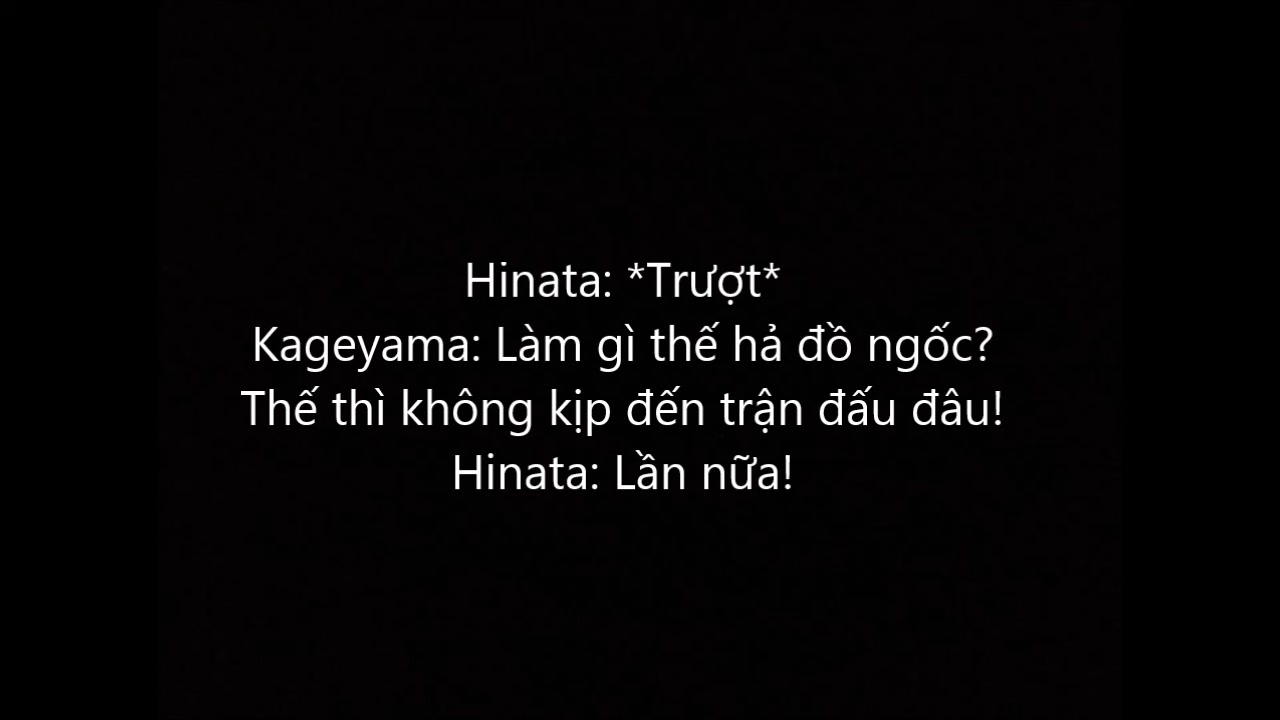 Hinata: *Trượt*
Kageyama: Làm gì thế hả đồ ngốc?
Thế thì không kịp đến trận đấu đâu!
Hinata: Lần nữa!